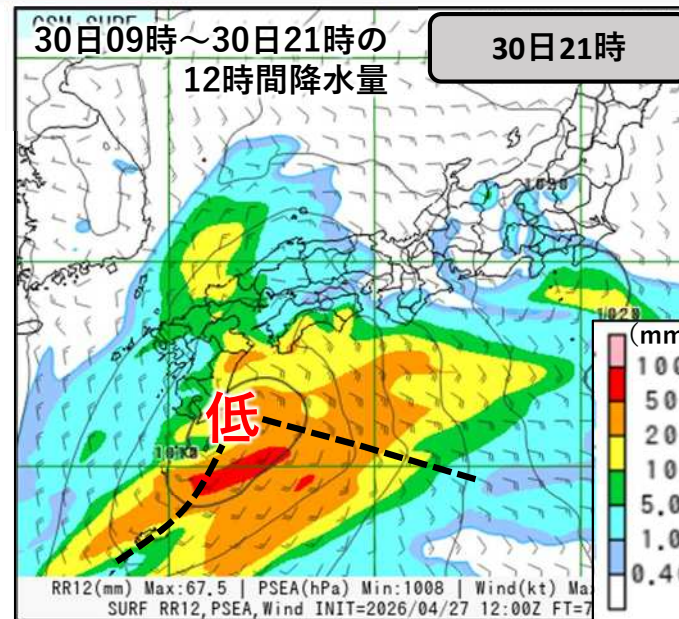 GSM SURF
30日09時~30日21時の
12時間降水量
30日21時
低
(mm
100
50
20
10
5.0
1.0
0.4
RR12(mm) Max:67.5 | PSEA(hPa) Min:1008 | Wind(kt) Ma
SURF RR12,PSEA,Wind INIT=2026/04/27 12:00Z FT=7